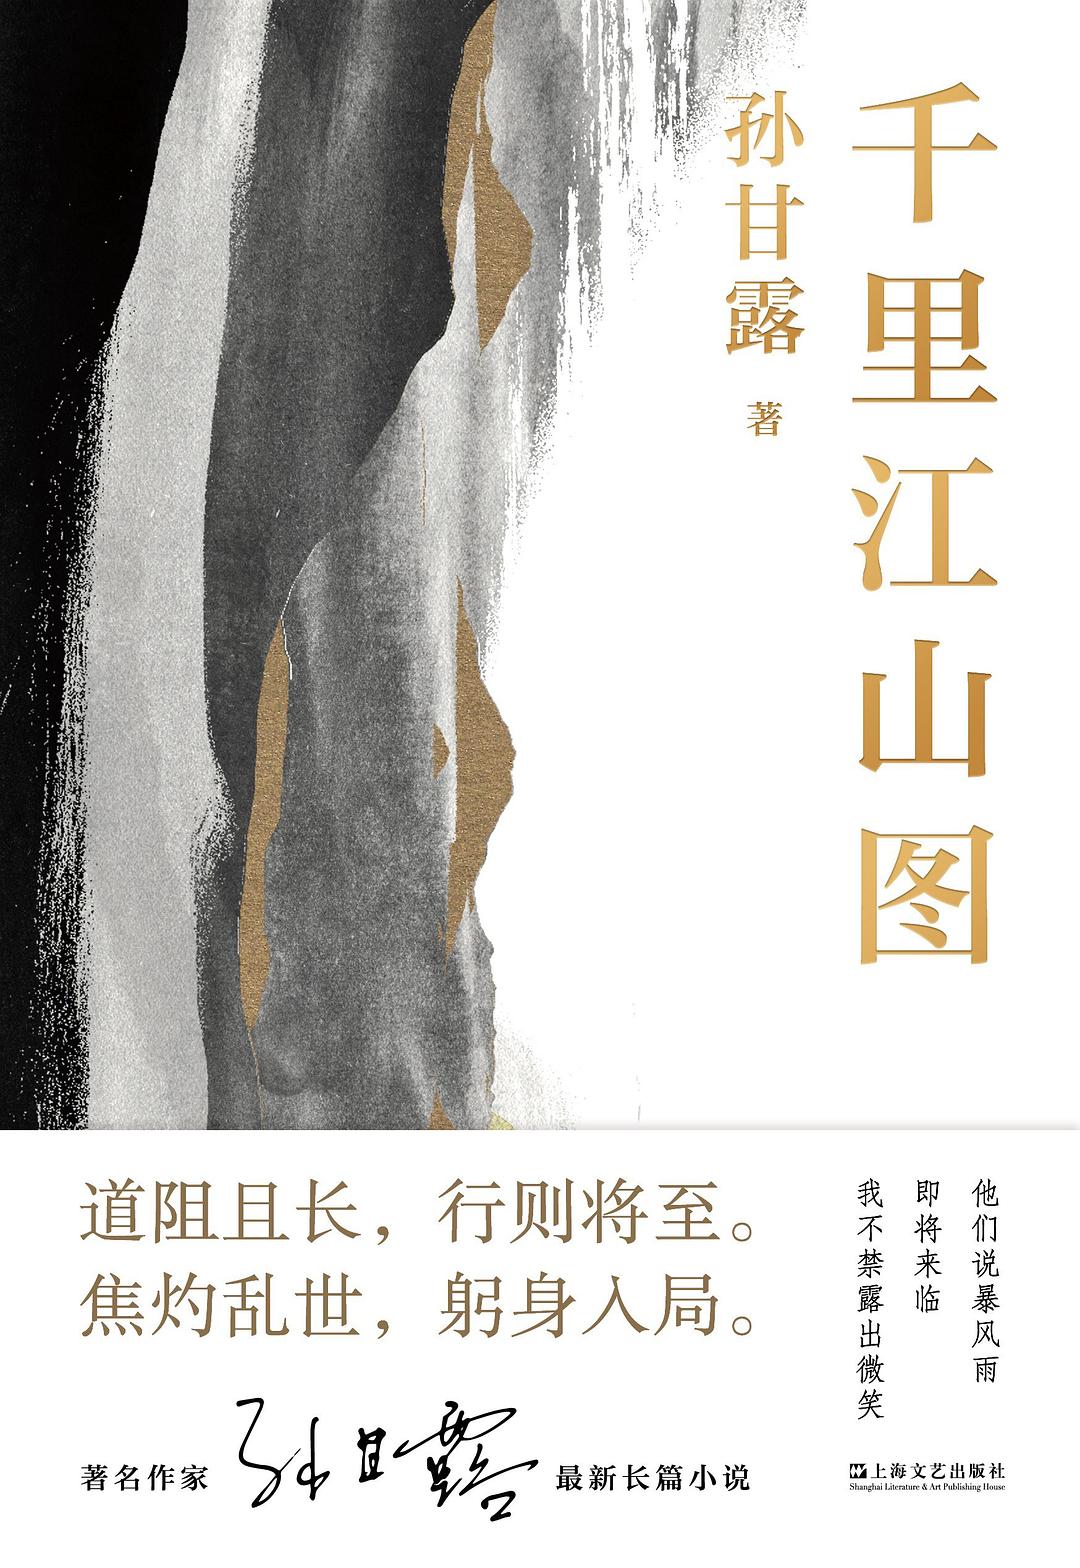 千里江山图
孙甘露 著
道阻且长，行则将至。
焦灼乱世，躬身入局。
他们说暴风雨
即将来临
我不禁露出微笑
著名作家 孙甘露 最新长篇小说
上海文艺出版社
Shanghai Literature & Art Publishing House